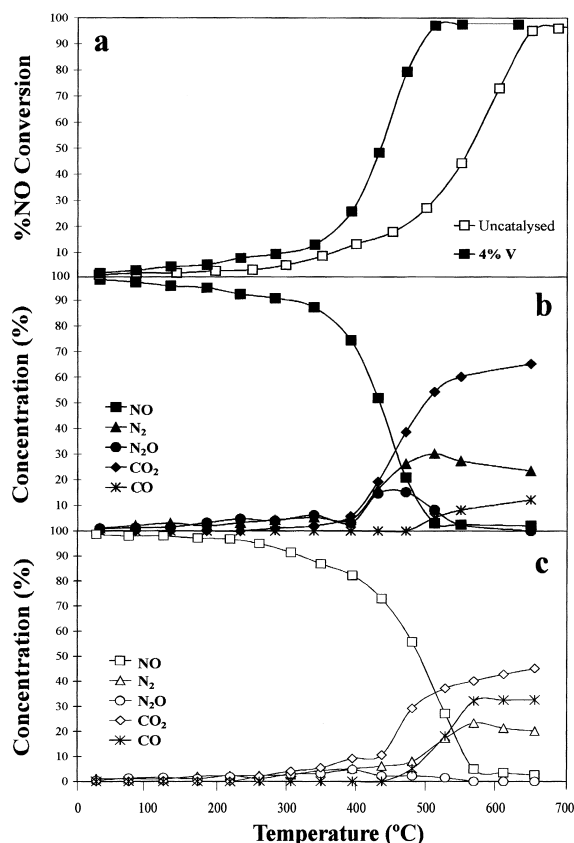 100
a
90
80
70
60
50
40
30
20
10
%NO Conversion
Uncatalysed
4% V
100
b
90
80
70
60
50
40
30
20
10
Concentration (%)
NO
N₂
N₂O
CO₂
CO
100
c
90
80
70
60
50
40
30
20
10
0
Concentration (%)
NO
N₂
N₂O
CO₂
CO
0 100 200 300 400 500 600 700
Temperature (ºC)